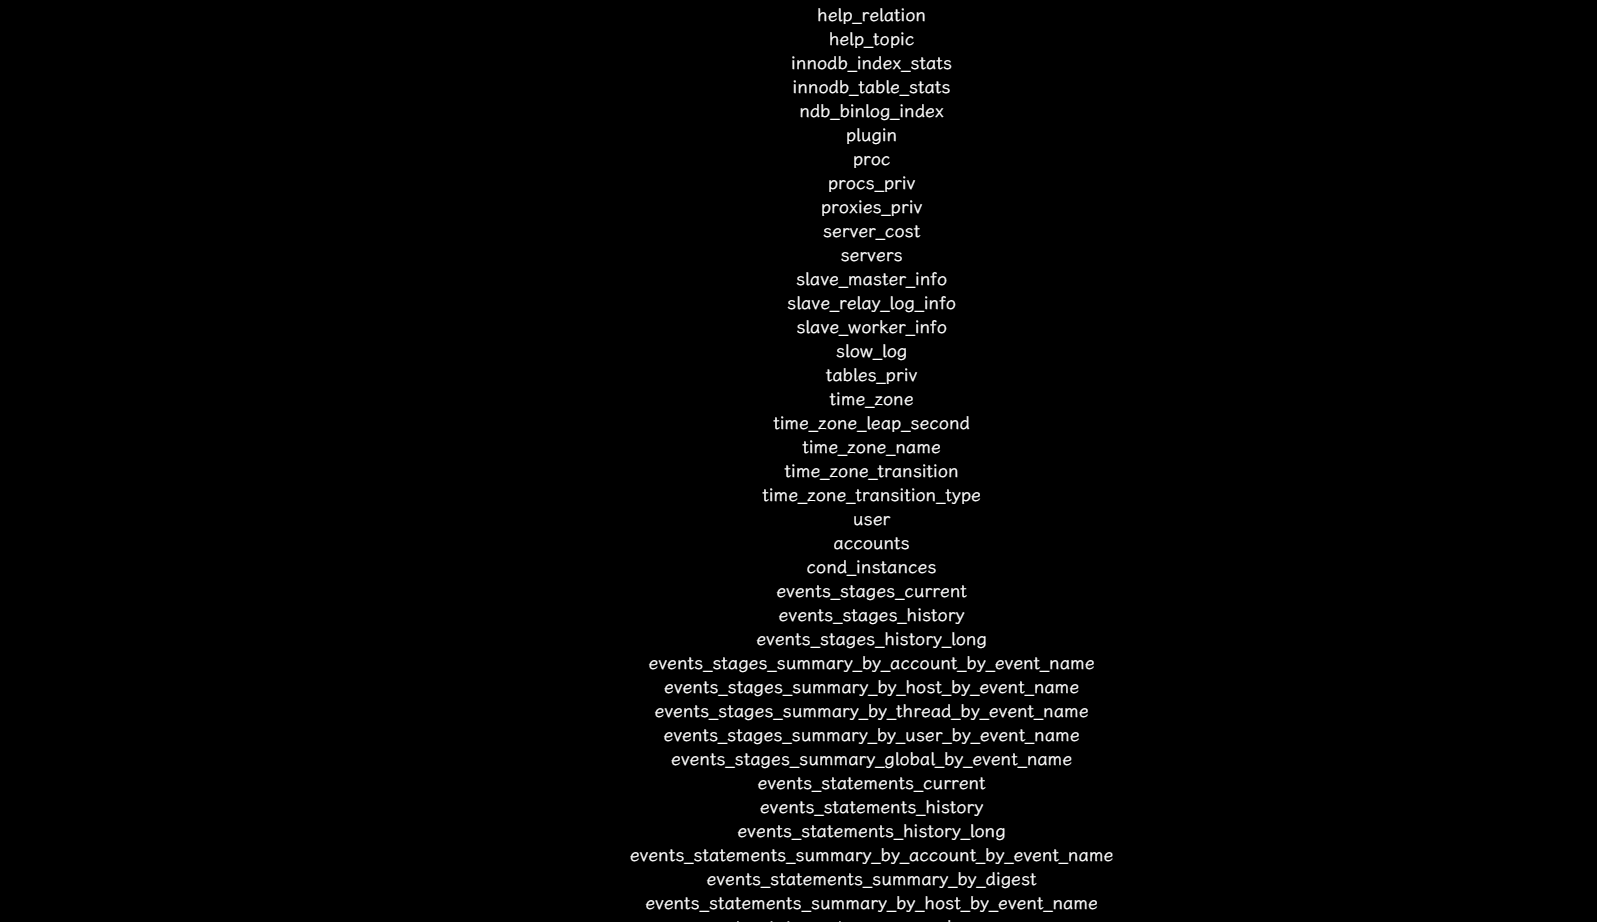 help_relation
help_topic
innodb_index_stats
innodb_table_stats
ndb_binlog_index
plugin
proc
procs_priv
proxies_priv
server_cost
servers
slave_master_info
slave_relay_log_info
slave_worker_info
slow_log
tables_priv
time_zone
time_zone_leap_second
time_zone_name
time_zone_transition
time_zone_transition_type
user
accounts
cond_instances
events_stages_current
events_stages_history
events_stages_history_long
events_stages_summary_by_account_by_event_name
events_stages_summary_by_host_by_event_name
events_stages_summary_by_thread_by_event_name
events_stages_summary_by_user_by_event_name
events_stages_summary_global_by_event_name
events_statements_current
events_statements_history
events_statements_history_long
events_statements_summary_by_account_by_event_name
events_statements_summary_by_digest
events_statements_summary_by_host_by_event_name